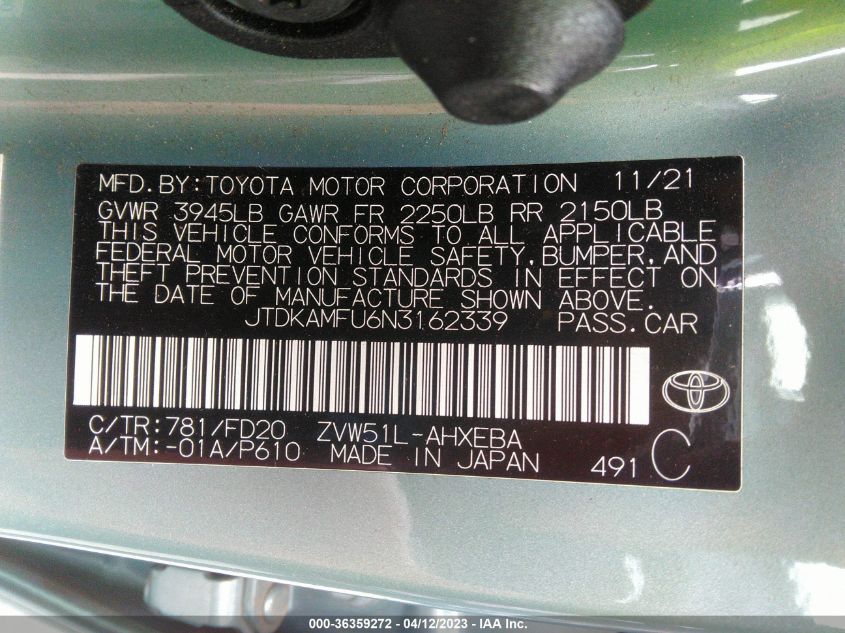 MFD.BY:TOYOTA MOTOR CORPORATION 11/21
GVWR 3945LB GAWR FR 2250LB RR 2150LB
THIS VEHICLE CONFORMS TO ALL APPLICABLE
FEDERAL MOTOR VEHICLE SAFETY,BUMPER,AND
THEFT PREVENTION STANDARDS IN EFFECT ON
THE DATE OF MANUFACTURE SHOWN ABOVE.
JTDKAMFU6N3162339 PASS.CAR
C/TR:781/FD20 ZVW51L-AHXEBA
A/TM:-01A/P610 MADE IN JAPAN 491 C
000-36359272 - 04/12/2023 - IAA Inc.